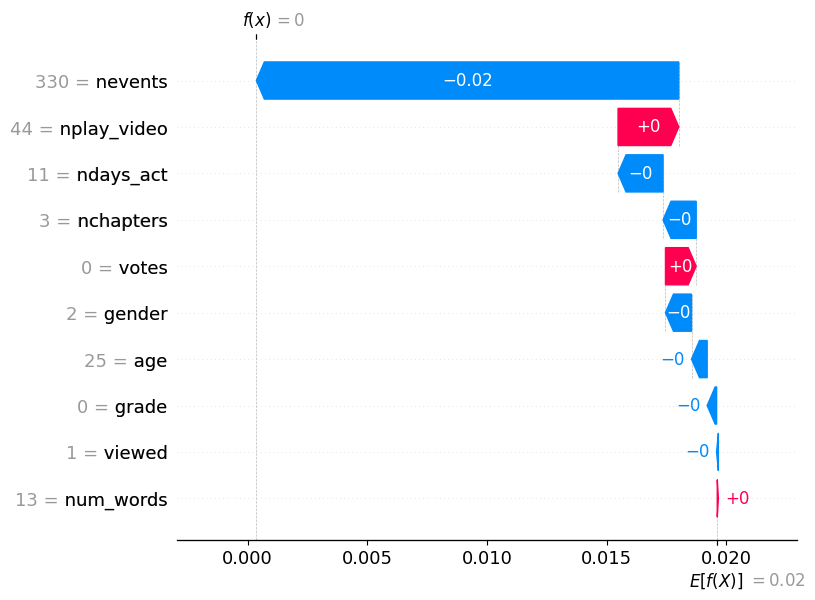 f(x) = 0
330 = nevents −0.02
44 = nplay_video +0
11 = ndays_act −0
3 = nchapters −0
0 = votes +0
2 = gender −0
25 = age −0
0 = grade −0
1 = viewed −0
13 = num_words +0
0.000 0.005 0.010 0.015 0.020
E[f(X)] = 0.02